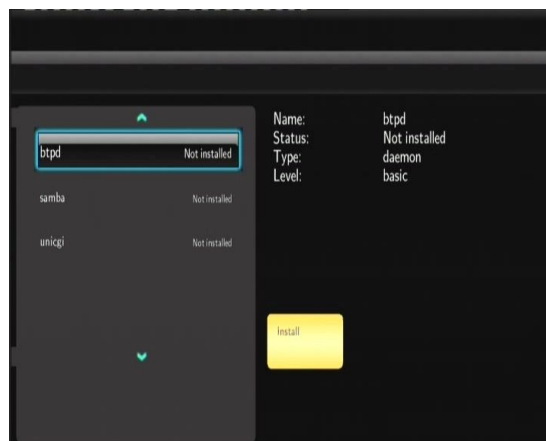 btpd Not installed
samba Not installed
unicgi Not installed
Name: btpd
Status: Not installed
Type: daemon
Level: basic
Install